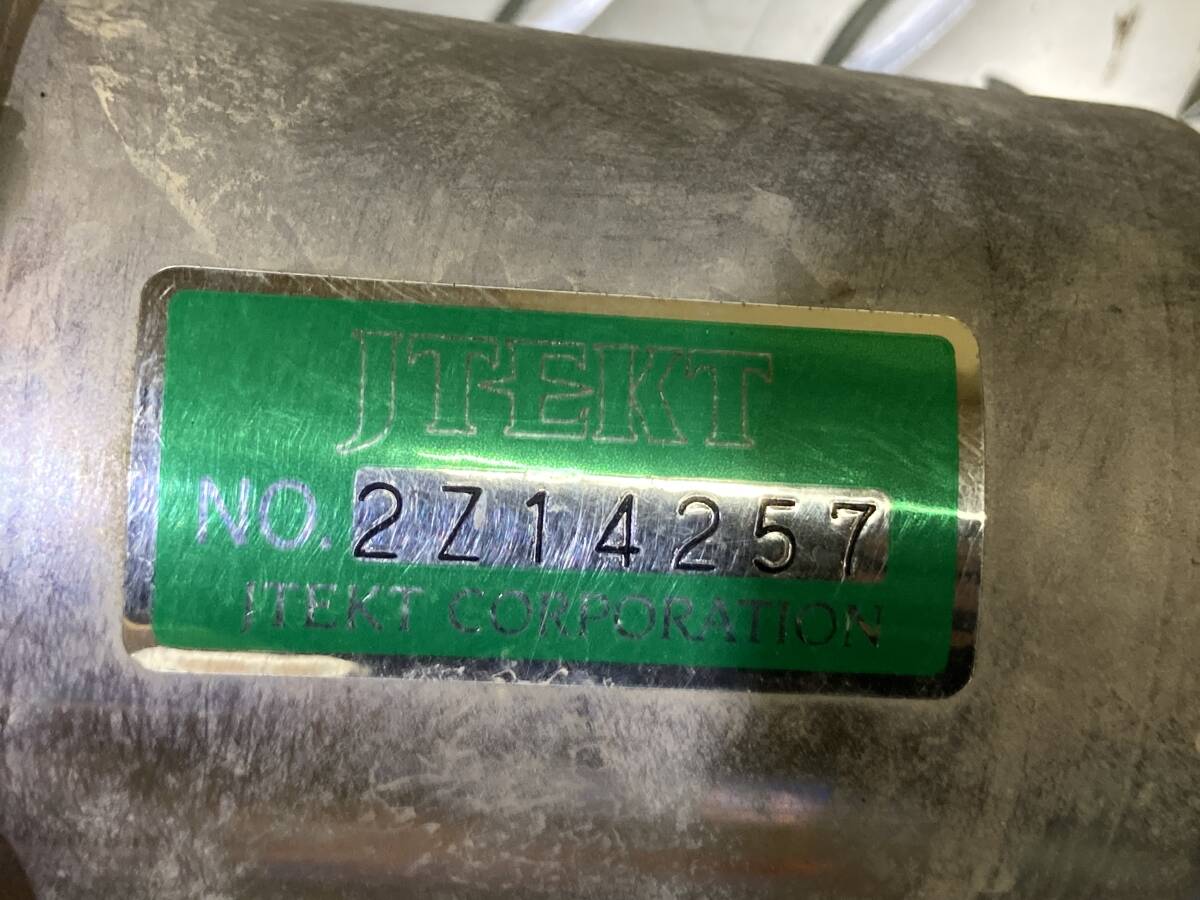 JTEKT
NO. 2Z14257
JTEKT CORPORATION